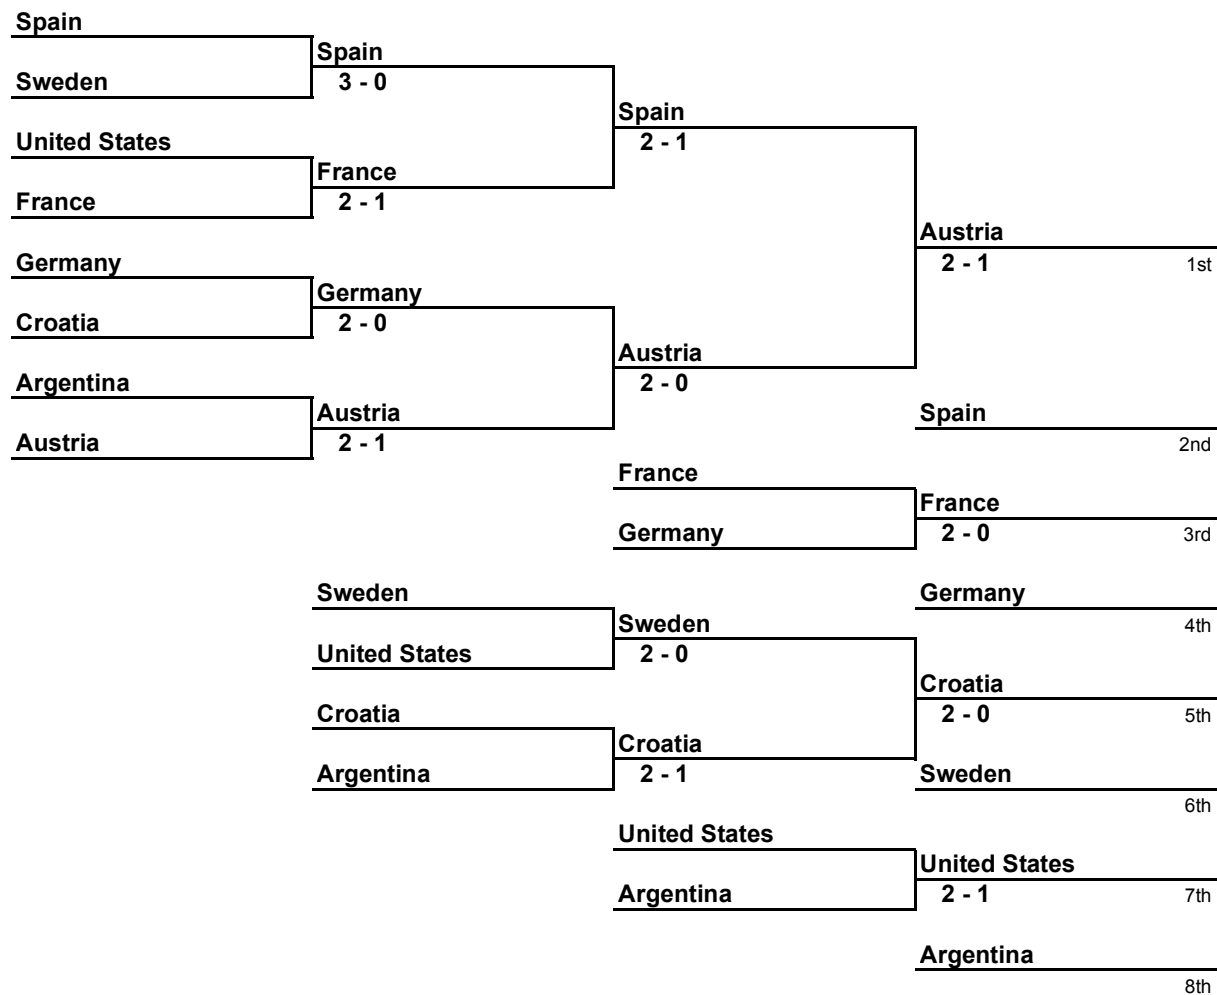 Spain
Spain
Sweden
3 - 0
Spain
United States
2 - 1
France
France
2 - 1
Austria
Germany
2 - 1 1st
Germany
Croatia
2 - 0
Austria
Argentina
2 - 0
Austria
Spain
Austria
2 - 1
2nd
France
France
Germany
2 - 0 3rd
Sweden
Germany
Sweden
4th
United States
2 - 0
Croatia
Croatia
2 - 0 5th
Croatia
Argentina
2 - 1
Sweden
6th
United States
United States
Argentina
2 - 1 7th
Argentina
8th